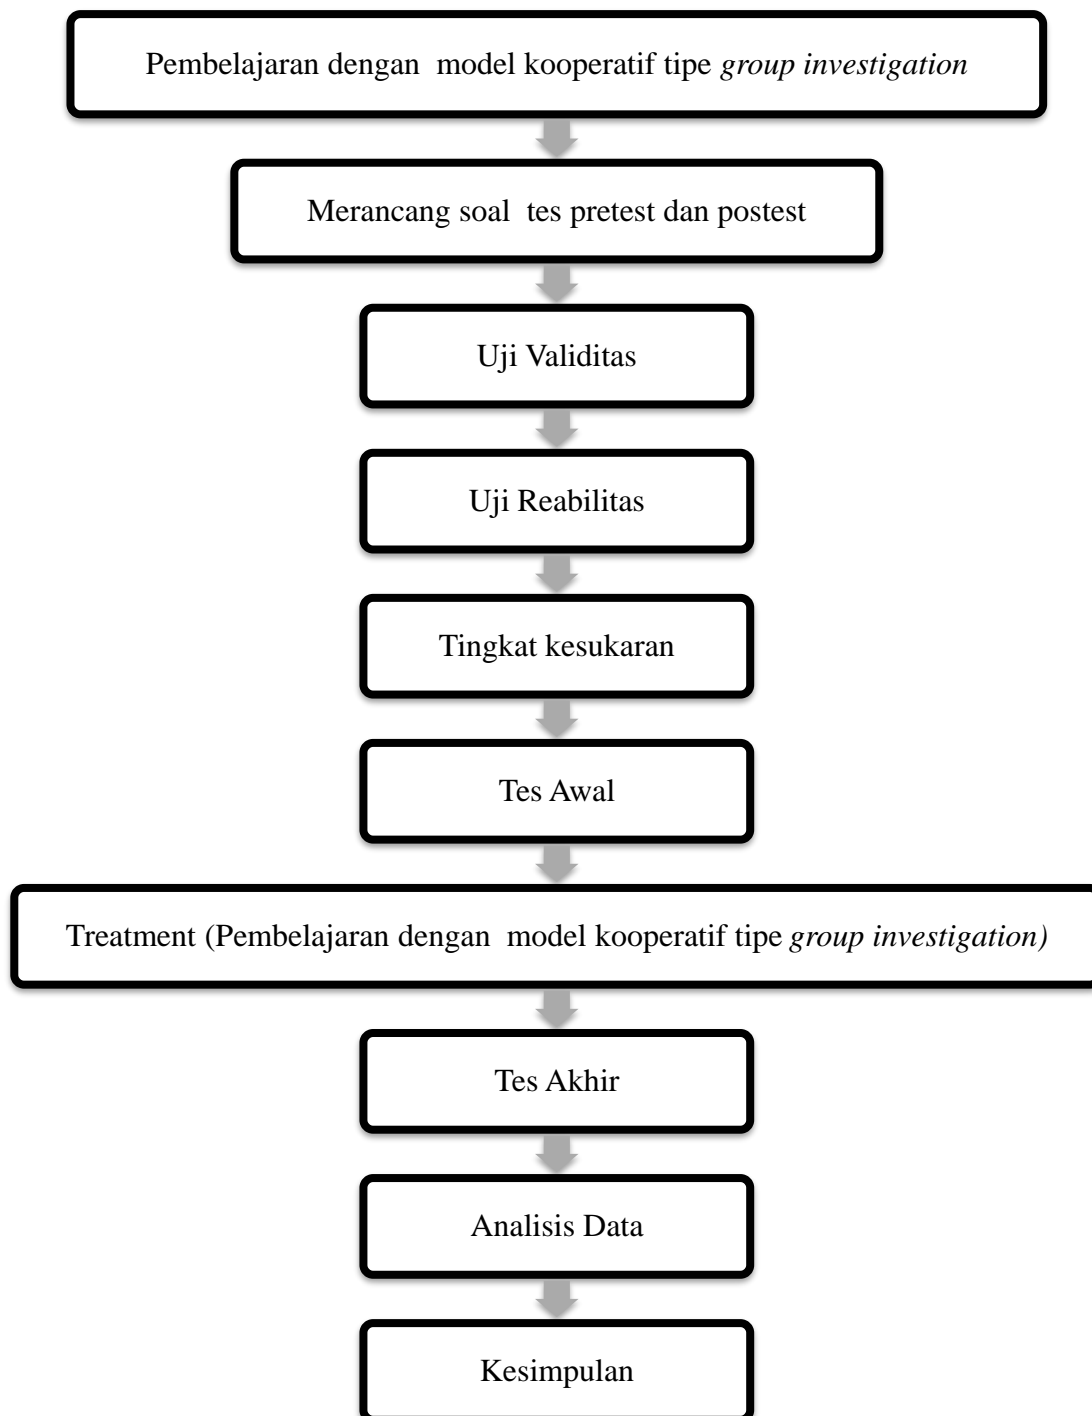 Pembelajaran dengan  model kooperatif tipe group investigation
Merancang soal  tes pretest dan postest
Uji Validitas
Uji Reabilitas
Tingkat kesukaran
Tes Awal
Treatment (Pembelajaran dengan  model kooperatif tipe group investigation)
Tes Akhir
Analisis Data
Kesimpulan